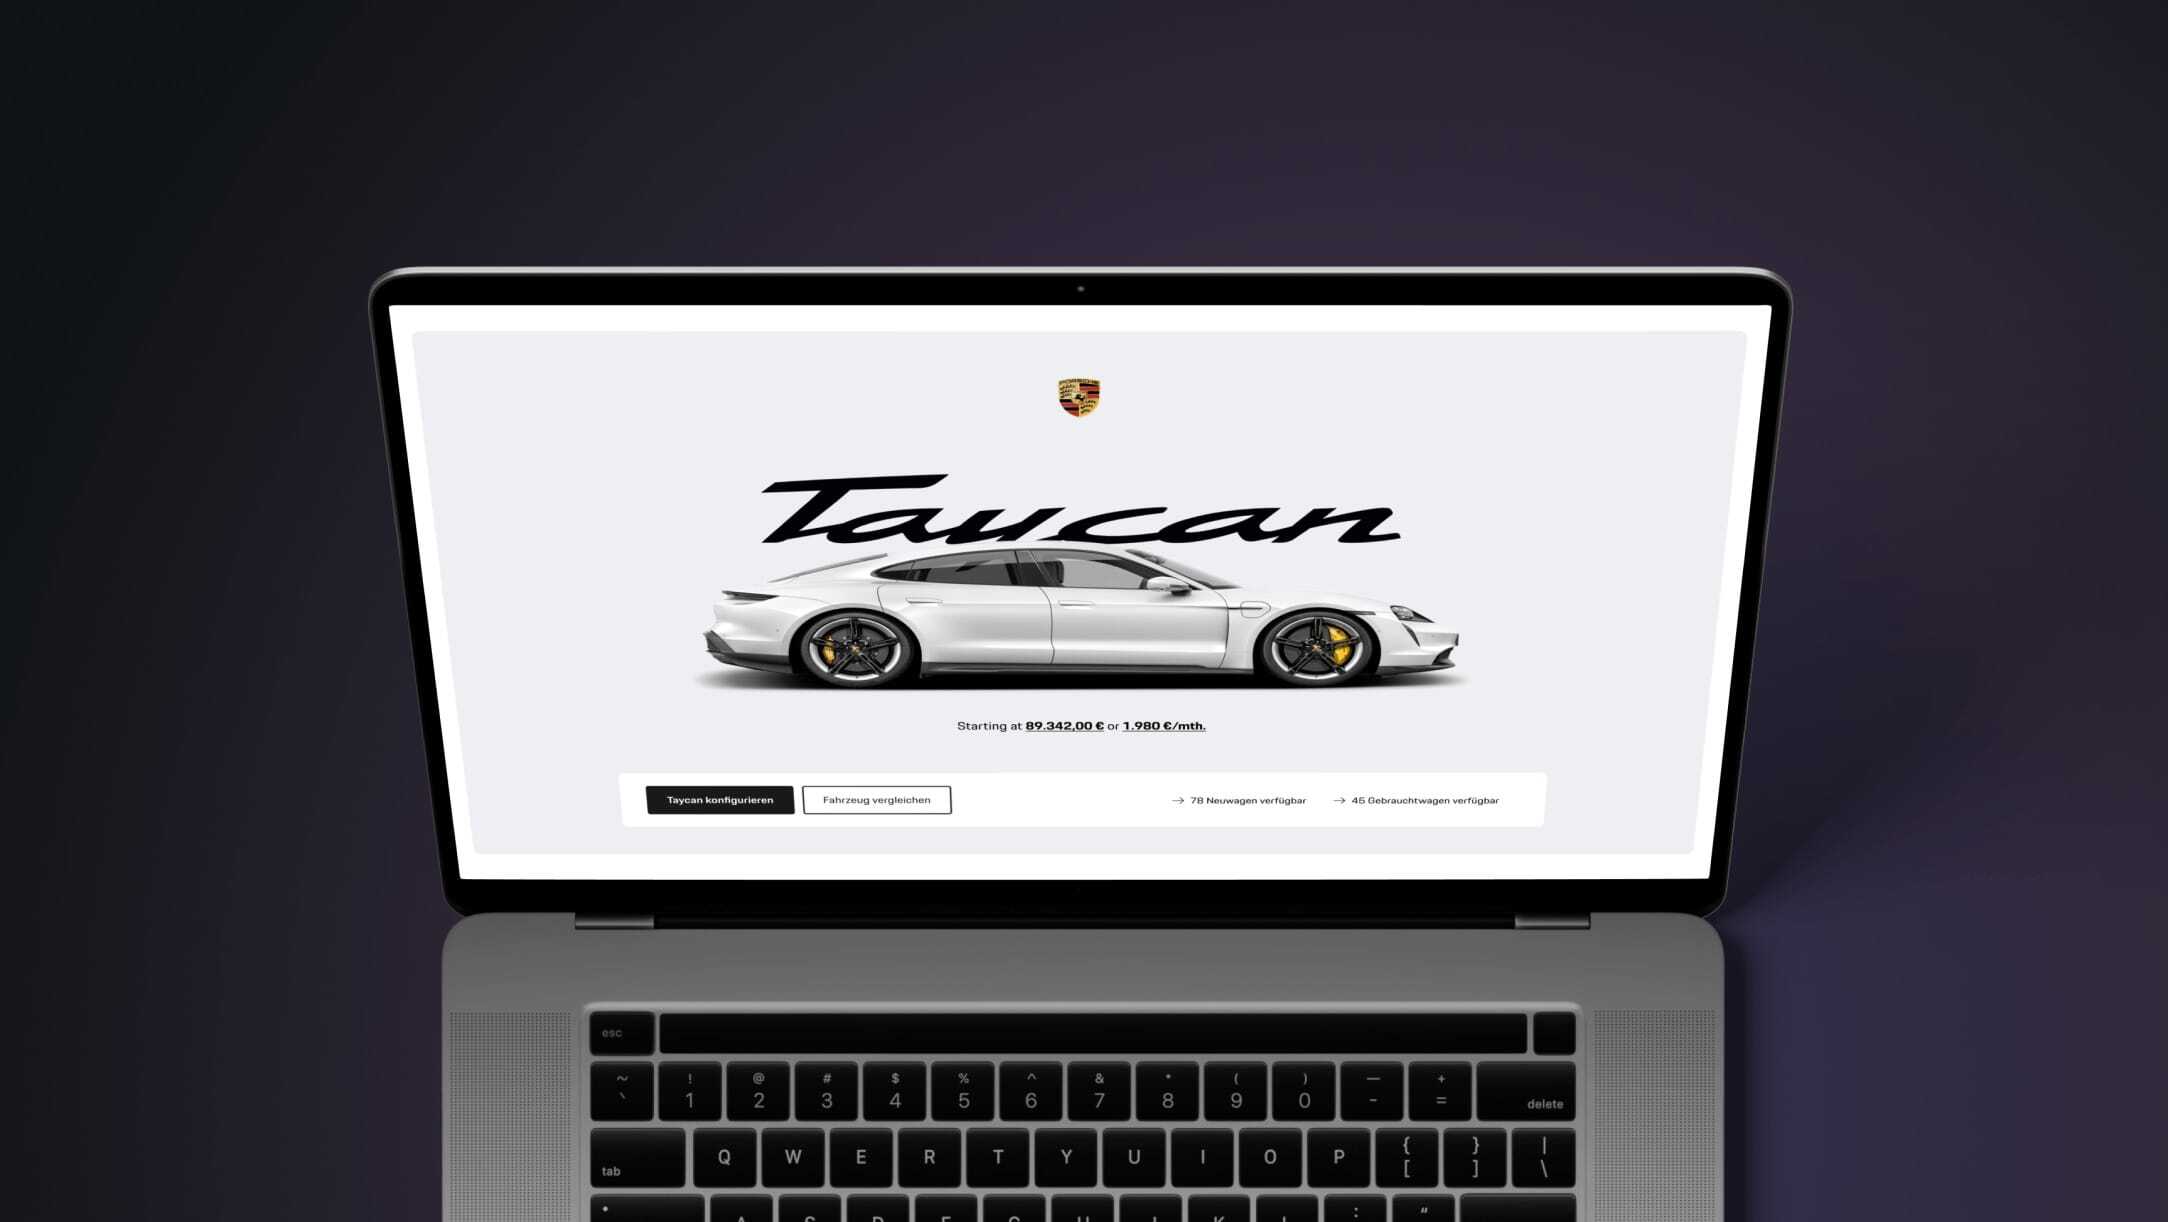 PORSCHE
Taycan
Starting at 89.342,00 € or 1.980 €/mth.
Taycan konfigurieren
Fahrzeug vergleichen
→ 78 Neuwagen verfügbar
→ 45 Gebrauchtwagen verfügbar
esc
~ ! @ # $ % ^ & * ( ) — +
` 1 2 3 4 5 6 7 8 9 0 - = delete
tab Q W E R T Y U I O P { [ } ] | \
: “